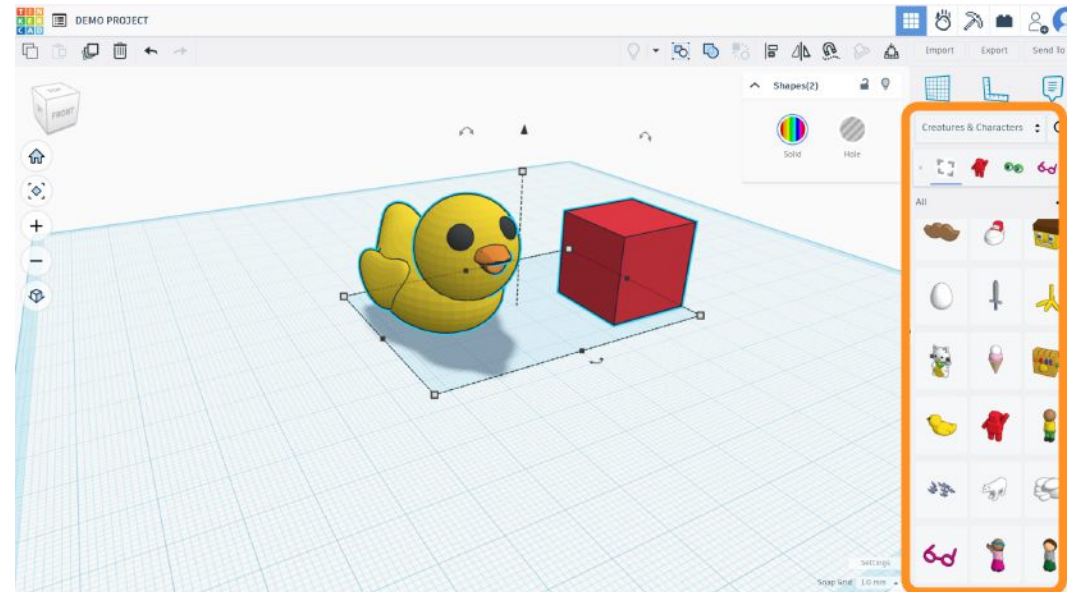 TIN
KER
CAD
DEMO PROJECT
Import Export Send To
TOP
FRONT
Shapes(2)
Solid Hole
Creatures & Characters
All
Settings
Snap Grid 1.0 mm